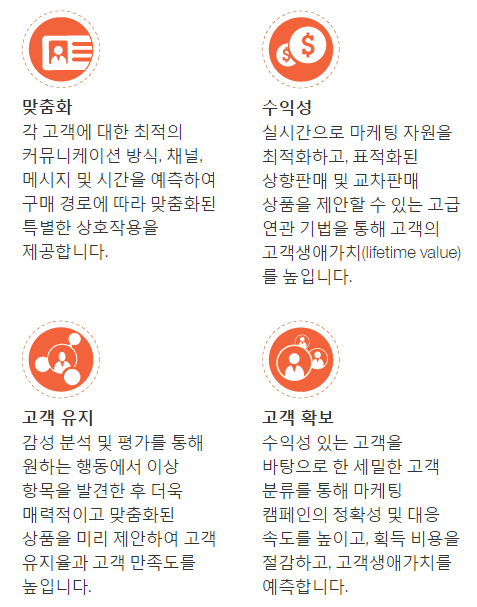 맞춤화
각 고객에 대한 최적의
커뮤니케이션 방식, 채널,
메시지 및 시간을 예측하여
구매 경로에 따라 맞춤화된
특별한 상호작용을
제공합니다.
수익성
실시간으로 마케팅 자원을
최적화하고, 표적화된
상향판매 및 교차판매
상품을 제안할 수 있는 고급
연관 기법을 통해 고객의
고객생애가치(lifetime value)
를 높입니다.
고객 유지
감성 분석 및 평가를 통해
원하는 행동에서 이상
항목을 발견한 후 더욱
매력적이고 맞춤화된
상품을 미리 제안하여 고객
유지율과 고객 만족도를
높입니다.
고객 확보
수익성 있는 고객을
바탕으로 한 세밀한 고객
분류를 통해 마케팅
캠페인의 정확성 및 대응
속도를 높이고, 획득 비용을
절감하고, 고객생애가치를
예측합니다.